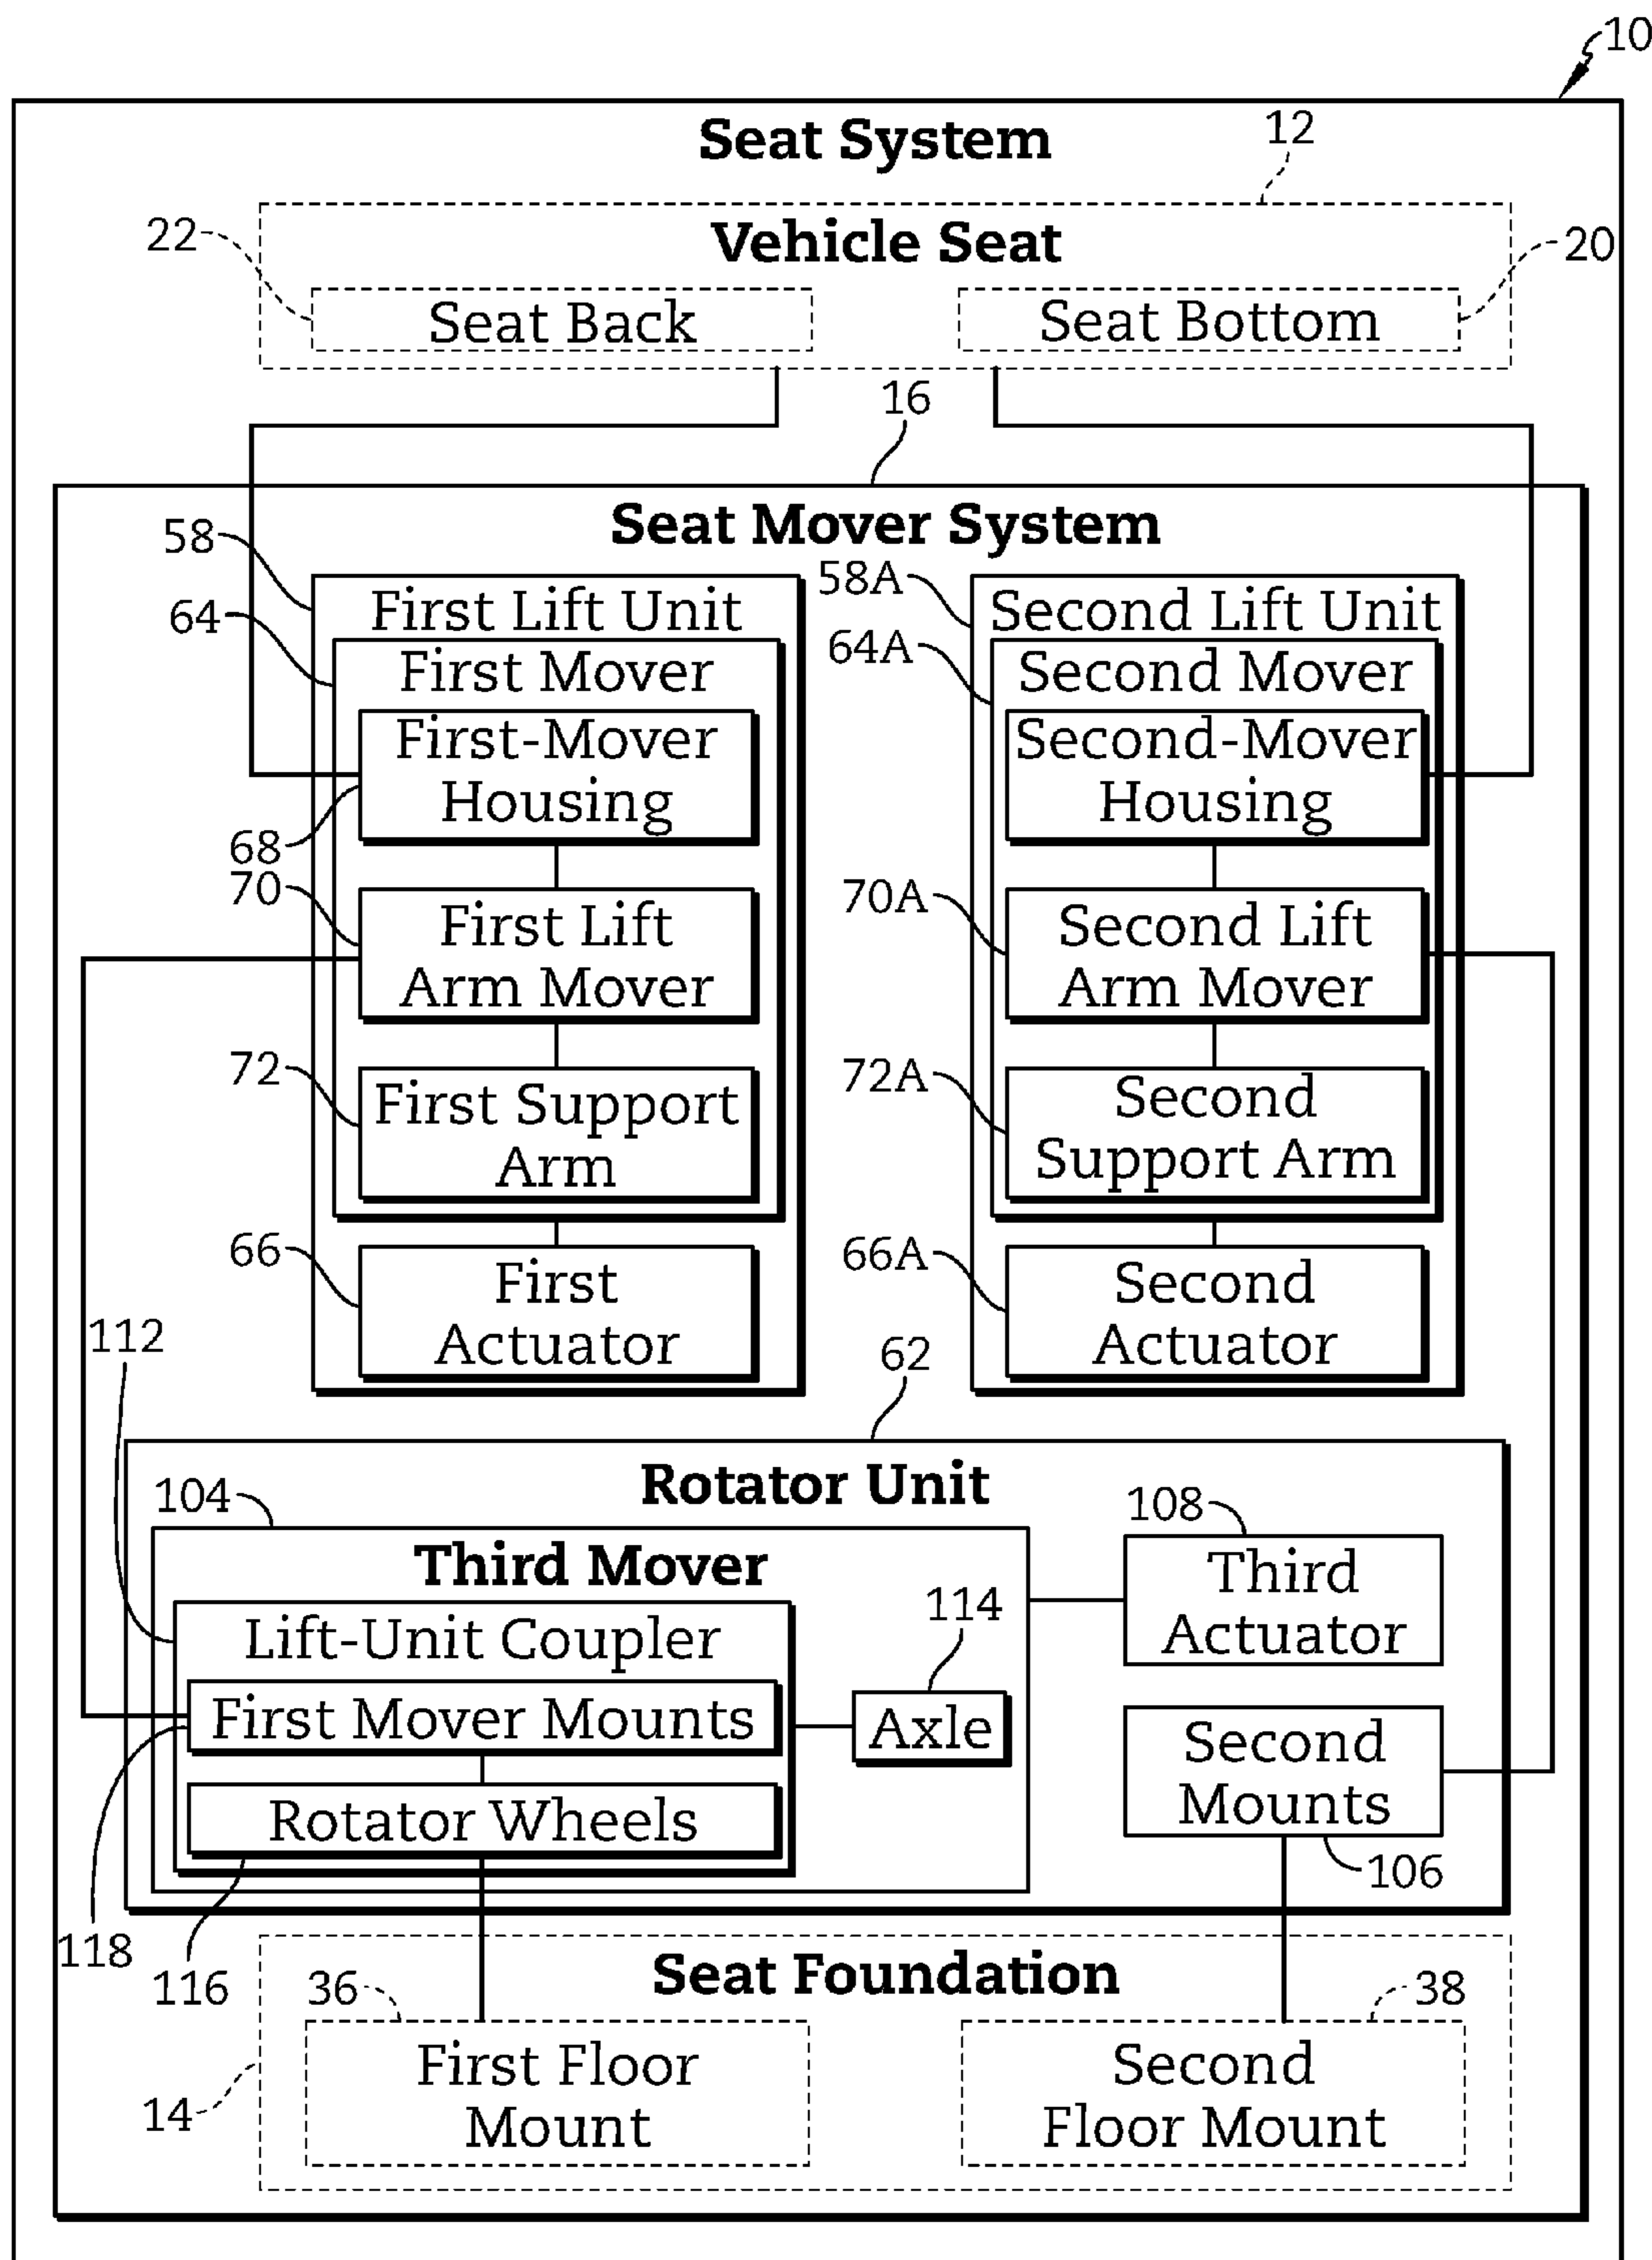 10
Seat System
12
22
Vehicle Seat
20
Seat Back
Seat Bottom
16
Seat Mover System
58
First Lift Unit
64
First Mover
First-Mover
Housing
68
70
First Lift
Arm Mover
72
First Support
Arm
66
First
Actuator
58A
Second Lift Unit
64A
Second Mover
Second-Mover
Housing
70A
Second Lift
Arm Mover
72A
Second
Support Arm
66A
Second
Actuator
112
62
Rotator Unit
104
Third Mover
Lift-Unit Coupler
First Mover Mounts
Rotator Wheels
114
Axle
108
Third
Actuator
Second
Mounts
106
118
116
Seat Foundation
36
38
First Floor
Mount
Second
Floor Mount
14